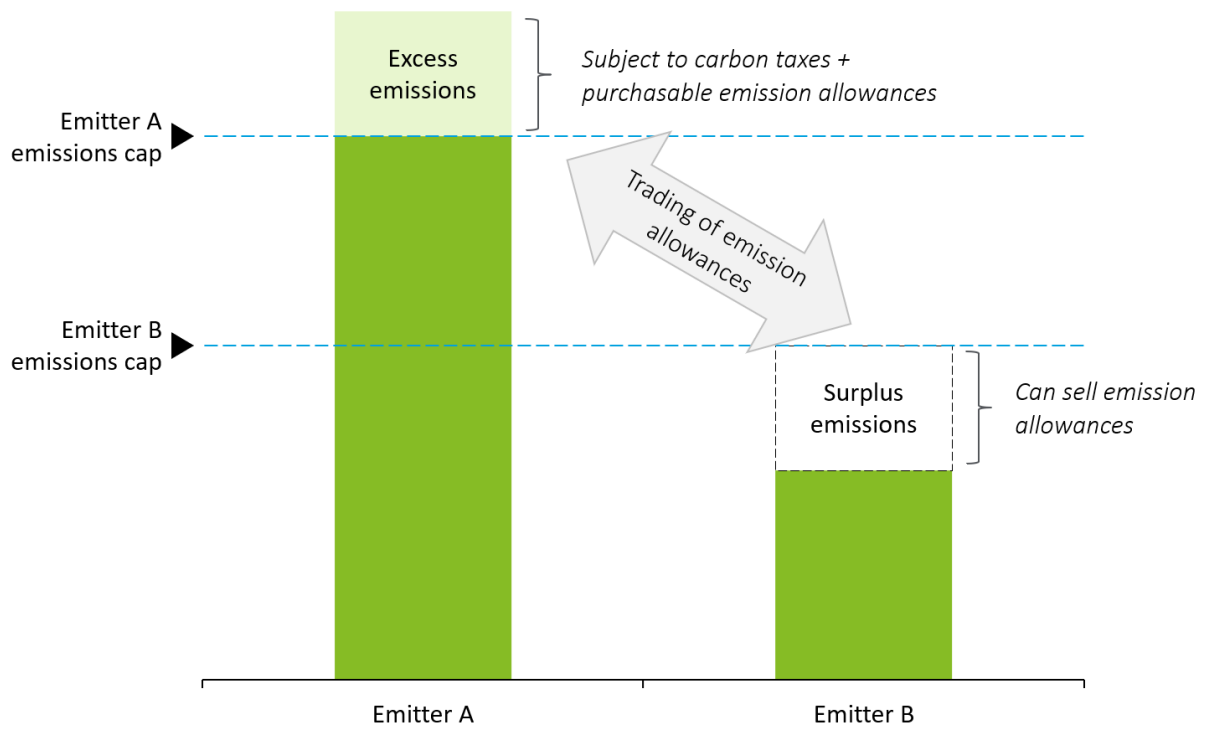 Excess
emissions
Subject to carbon taxes +
purchasable emission allowances
Emitter A
emissions cap
Trading of emission
allowances
Emitter B
emissions cap
Surplus
emissions
Can sell emission
allowances
Emitter A
Emitter B